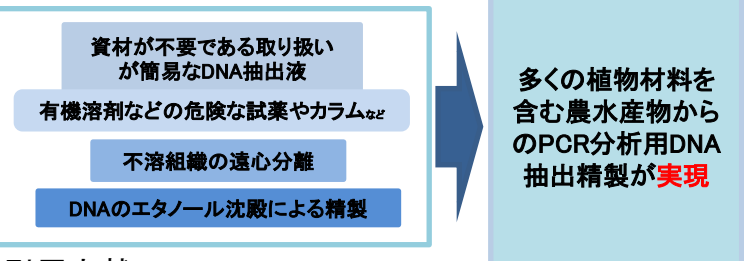 資材が不要である取り扱い
が簡易なDNA抽出液
有機溶剤などの危険な試薬やカラムなど
不溶組織の遠心分離
DNAのエタノール沈殿による精製
多くの植物材料を
含む農水産物から
のPCR分析用DNA
抽出精製が実現